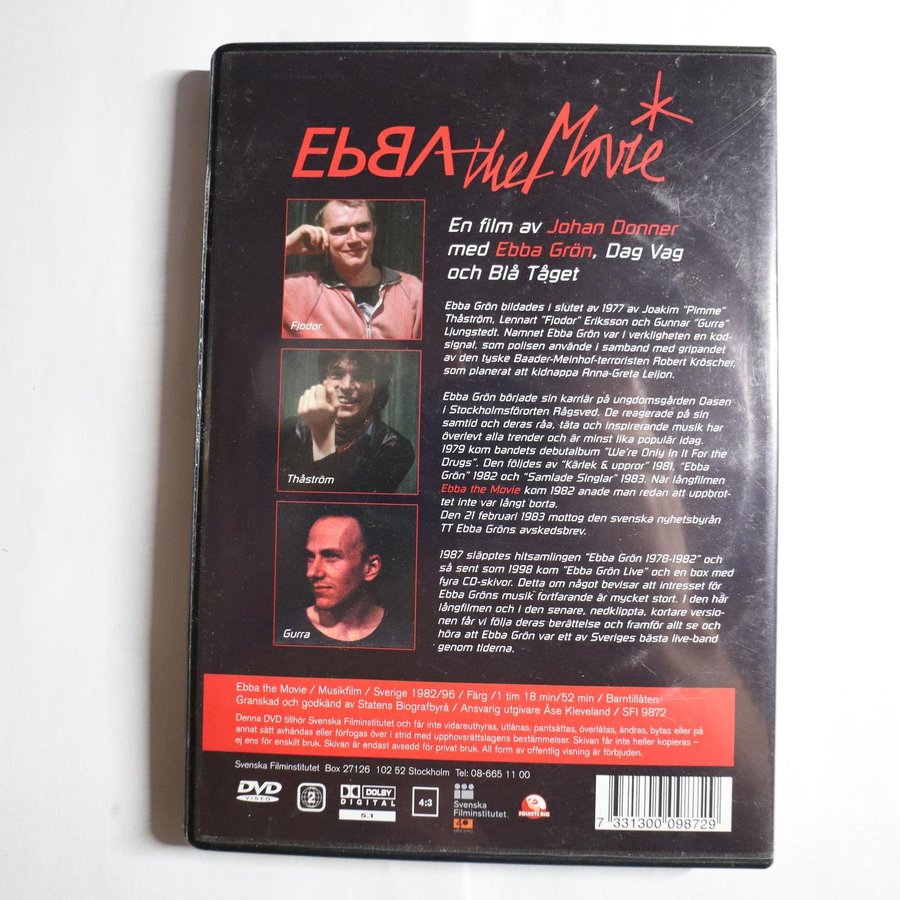 EbBA the Movie*
En film av Johan Donner
med Ebba Grön, Dag Vag
och Blå Tåget
Fjodor
Thåström
Gurra
Ebba Grön bildades i slutet av 1977 av Joakim "Pimme"
Thåström, Lennart "Fjodor" Eriksson och Gunnar "Gurra"
Ljungstedt. Namnet Ebba Grön var i verkligheten en kod-
signal, som polisen använde i samband med gripandet
av den tyske Baader-Meinhof-terroristen Robert Kröscher,
som planerat att kidnappa Anna-Greta Leijon.
Ebba Grön började sin karriär på ungdomsgården Oasen
i Stockholmsförorten Rågsved. De reagerade på sin
samtid och deras råa, täta och inspirerande musik har
överlevt alla trender och är minst lika populär idag.
1979 kom bandets debutalbum "We're Only In It For the
Drugs". Den följdes av "Kärlek & uppror" 1981, "Ebba
Grön" 1982 och "Samlade Singlar" 1983. När långfilmen
Ebba the Movie kom 1982 anade man redan att uppbrot-
tet inte var långt borta.
Den 21 februari 1983 mottog den svenska nyhetsbyrån
TT Ebba Gröns avskedsbrev.
1987 släpptes hitsamlingen "Ebba Grön 1978-1982" och
så sent som 1998 kom "Ebba Grön Live" och en box med
fyra CD-skivor. Detta om något bevisar att intresset för
Ebba Gröns musik fortfarande är mycket stort. I den här
långfilmen och i den senare, nedklippta, kortare versio-
nen får vi följa deras berättelse och framför allt se och
höra att Ebba Grön var ett av Sveriges bästa live-band
genom tiderna.
Ebba the Movie / Musikfilm / Sverige 1982/96 / Färg /1 tim 18 min/52 min / Barntillåten
Granskad och godkänd av Statens Biografbyrå / Ansvarig utgivare Åse Kleveland / SFI 9872
Denna DVD tillhör Svenska Filminstitutet och får inte vidareuthyras, utlånas, pantsättas, överlåtas, ändras, bytas eller på
annat sätt avhändas eller förfogas över i strid med upphovsrättslagens bestämmelser. Skivan får inte heller kopieras –
ej ens för enskilt bruk. Skivan är endast avsedd för privat bruk. All form av offentlig visning är förbjuden.
Svenska Filminstitutet Box 27126 102 52 Stockholm Tel: 08-665 11 00
DVD
VIDEO
2
DOLBY
DIGITAL
5.1
4:3
Svenska
Filminstitutet
FOLKETS BIO
7 331300 098729